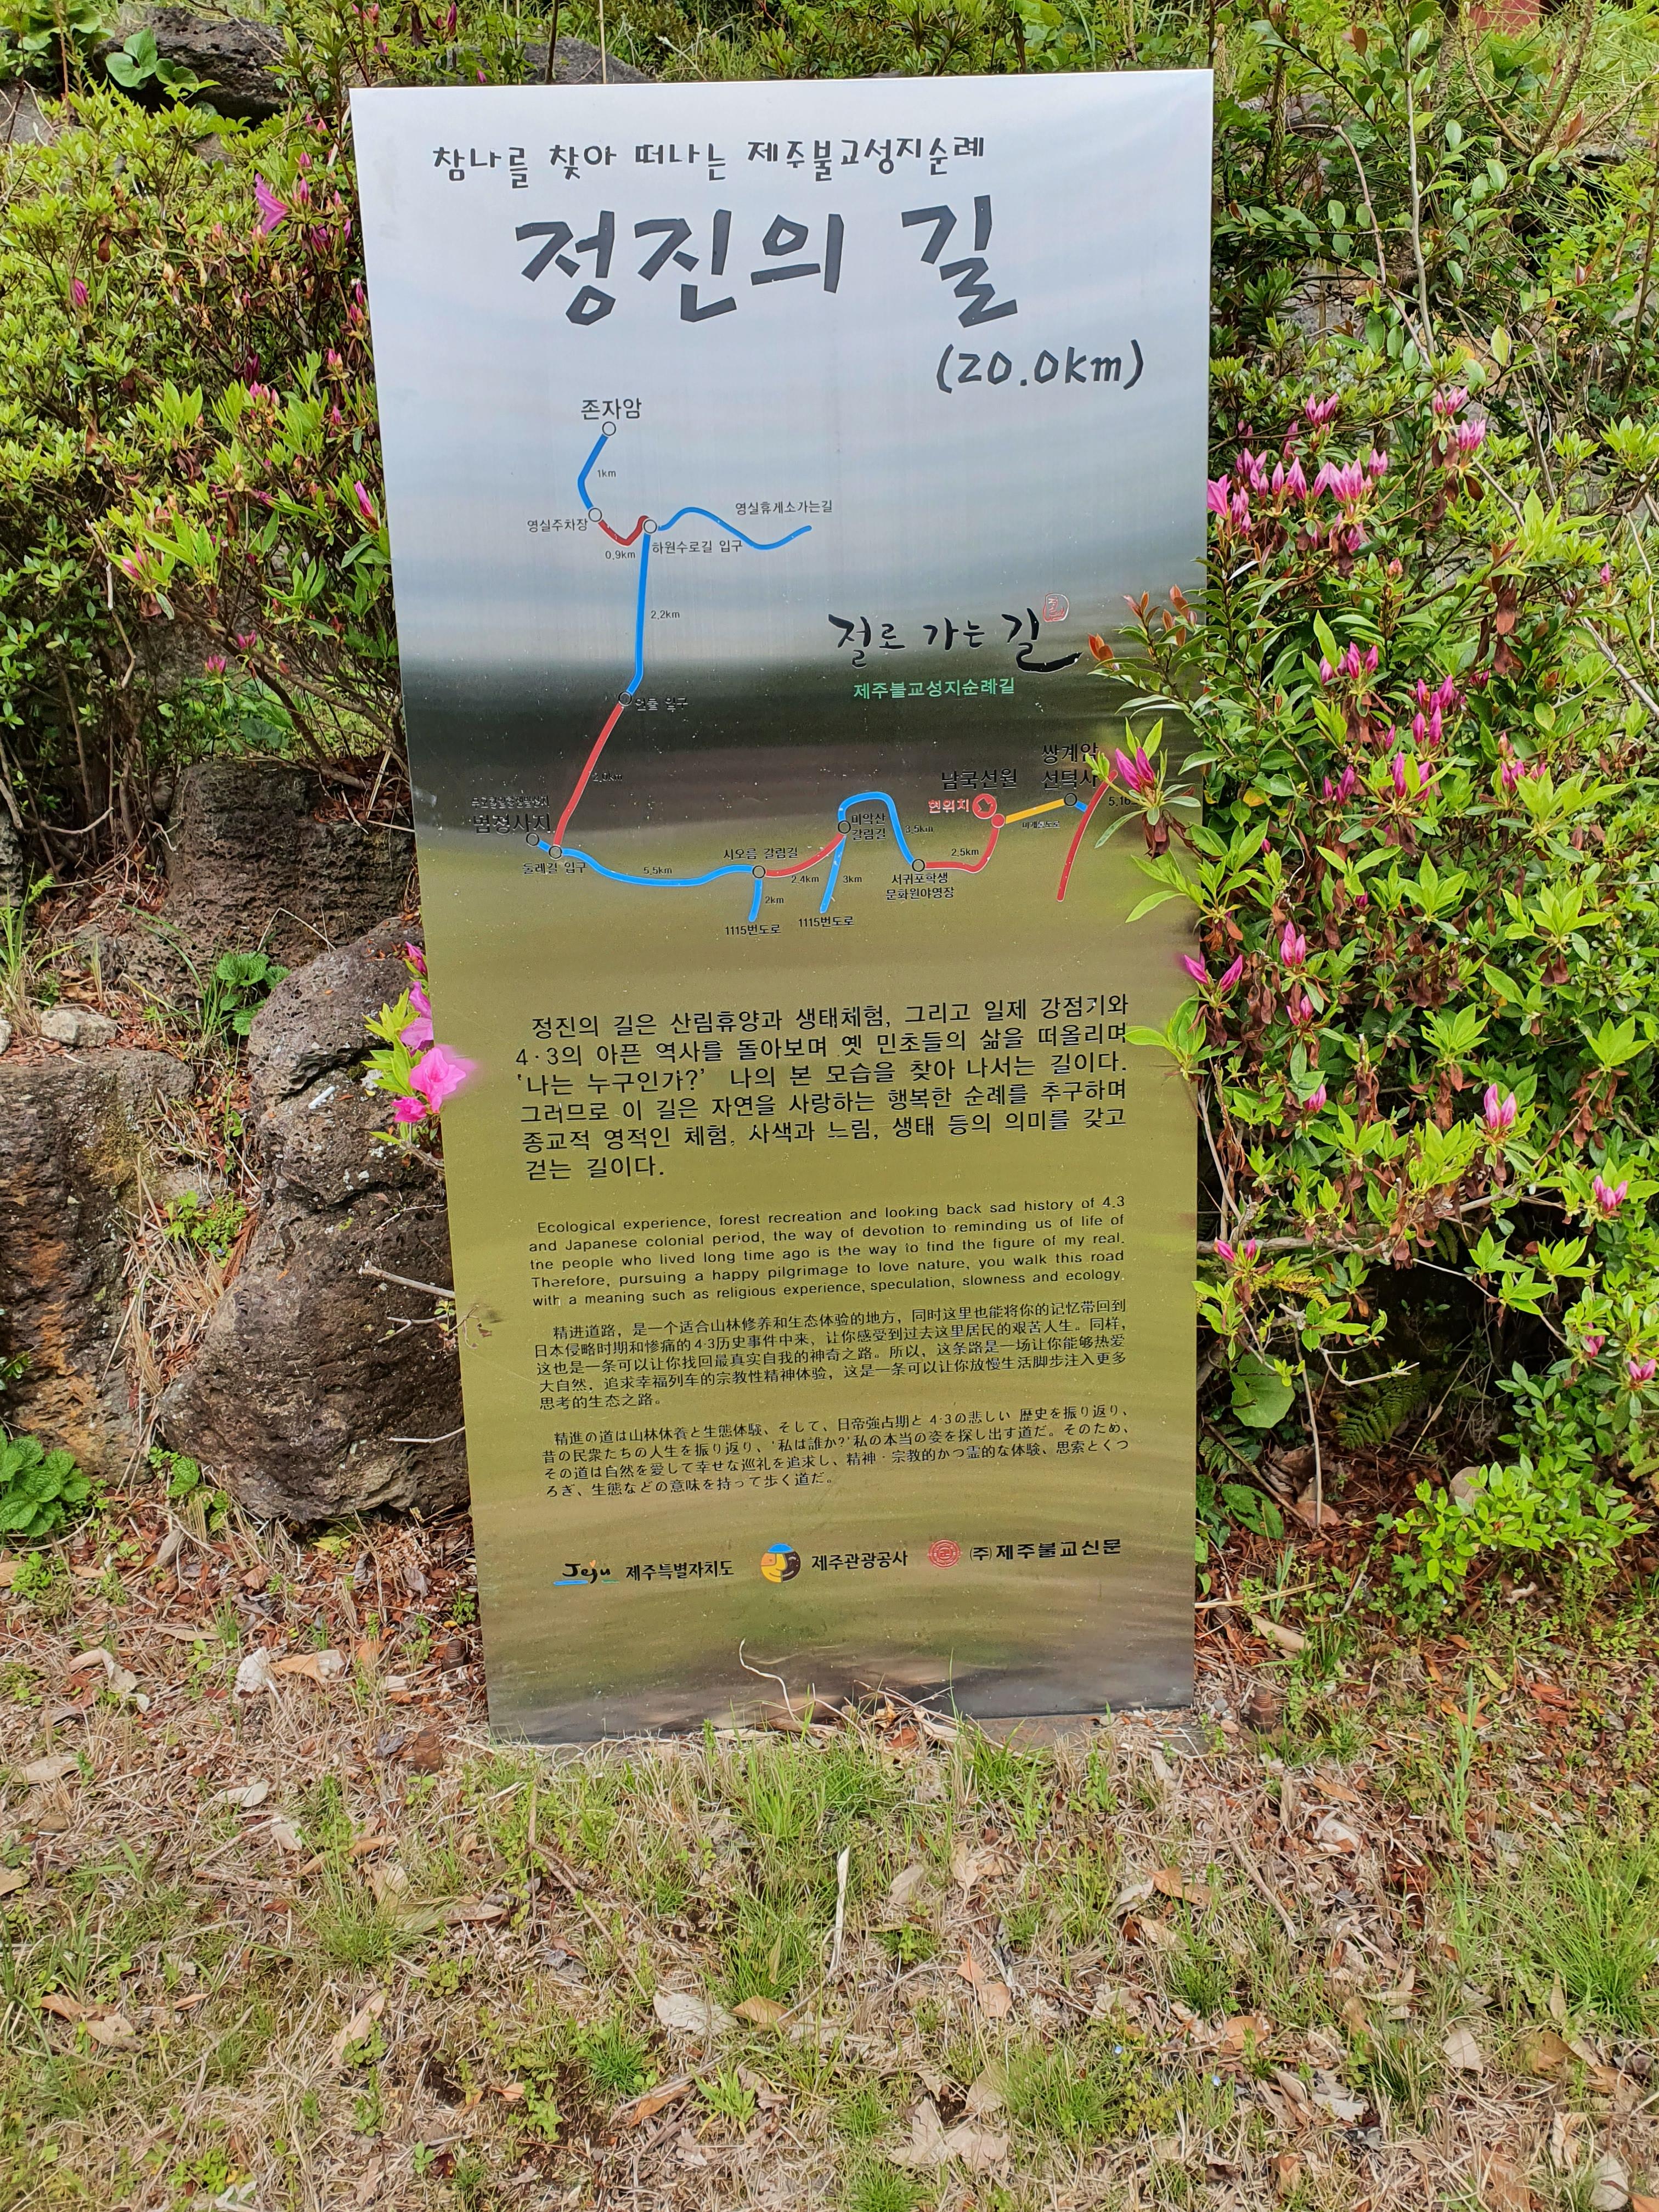 참나를 찾아 떠나는 제주불교성지순례
정진의 길
(20.0km)
존자암
1km
영실주차장
0.9km
하원수로길 입구
영실휴게소가는길
2.2km
절로 가는 길
제주불교성지순례길
입구
법정사지
둘레길 입구
5.5km
시오름 갈림길
2km
1115번도로
2.4km
3km
1115번도로
미악산
갈림길
3.5km
서귀포학생
문화원야영장
2.5km
현위치
남국선원
쌍계암
선덕사
정진의 길은 산림휴양과 생태체험, 그리고 일제 강점기와
4·3의 아픈 역사를 돌아보며 옛 민초들의 삶을 떠올리며
'나는 누구인가?' 나의 본 모습을 찾아 나서는 길이다.
그러므로 이 길은 자연을 사랑하는 행복한 순례를 추구하며
종교적 영적인 체험, 사색과 느림, 생태 등의 의미를 갖고
걷는 길이다.
Ecological experience, forest recreation and looking back sad history of 4.3
and Japanese colonial period, the way of devotion to reminding us of life of
the people who lived long time ago is the way to find the figure of my real.
Therefore, pursuing a happy pilgrimage to love nature, you walk this road
with a meaning such as religious experience, speculation, slowness and ecology.
精进道路，是一个适合山林修养和生态体验的地方，同时这里也能将你的记忆带回到
日本侵略时期和惨痛的4·3历史事件中来、让你感受到过去这里居民的艰苦人生。同样，
这也是一条可以让你找回最真实自我的神奇之路。所以，这条路是一场让你能够热爱
大自然，追求幸福列车的宗教性精神体验，这是一条可以让你放慢生活脚步注入更多
思考的生态之路。
精進の道は山林休養と生態体験、そして、日帝強占期と 4·3の悲しい 歴史を振り返り、
昔の民衆たちの人生を振り返り、'私は誰か?'私の本当の姿を探し出す道だ。そのため、
その道は自然を愛して幸せな巡礼を追求し、精神·宗教的かつ霊的な体験、思索とくつ
ろぎ、生態などの意味を持って歩く道だ。
Jeju 제주특별자치도 제주관광공사 (주)제주불교신문